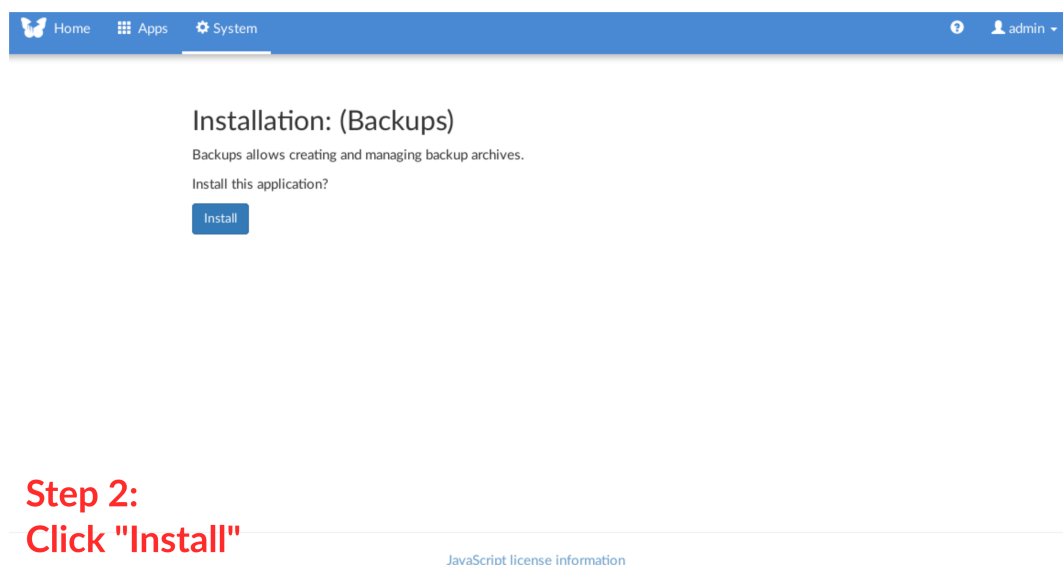 Home Apps System admin
Installation: (Backups)
Backups allows creating and managing backup archives.
Install this application?
Install
Step 2:
Click "Install"
JavaScript license information